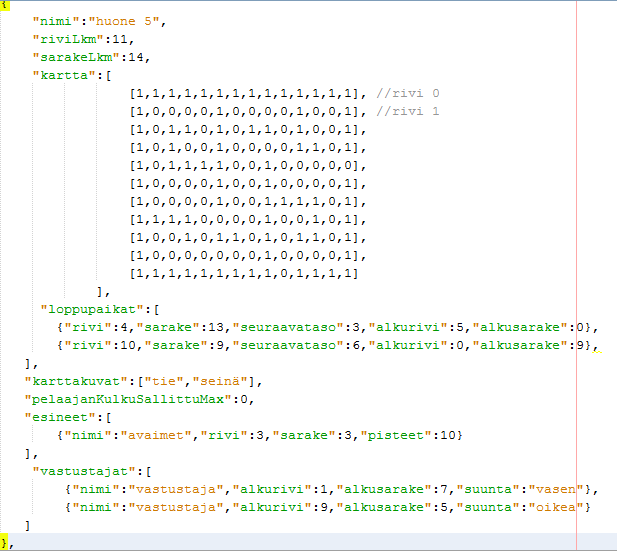 {
"nimi":"huone 5",
"riviLkm":11,
"sarakeLkm":14,
"kartta":[
[1,1,1,1,1,1,1,1,1,1,1,1,1,1], //rivi 0
[1,0,0,0,0,1,0,0,0,0,1,0,0,1], //rivi 1
[1,0,1,1,0,1,0,1,1,0,1,0,1,1],
[1,0,1,0,0,1,0,0,0,0,1,1,0,1],
[1,0,1,1,1,1,0,0,1,0,0,0,0,0],
[1,0,0,0,0,1,0,0,1,0,0,0,0,1],
[1,0,0,0,0,1,0,0,1,1,1,1,0,1],
[1,1,1,1,0,0,0,0,1,0,0,1,0,1],
[1,0,0,1,0,1,1,0,1,0,1,1,0,1],
[1,0,0,0,0,0,0,0,0,0,0,0,0,1],
[1,1,1,1,1,1,1,1,1,0,1,1,1,1]
],
"loppupaikat":[
{"rivi":4,"sarake":13,"seuraavataso":3,"alkurivi":5,"alkusarake":0},
{"rivi":10,"sarake":9,"seuraavataso":6,"alkurivi":0,"alkusarake":9},
],
"karttakuvat":["tie","seinä"],
"pelaajanKulkuSallittuMax":0,
"esineet":[
{"nimi":"avaimet","rivi":3,"sarake":3,"pisteet":10}
],
"vastustajat":[
{"nimi":"vastustaja","alkurivi":1,"alkusarake":7,"suunta":"vasen"},
{"nimi":"vastustaja","alkurivi":9,"alkusarake":5,"suunta":"oikea"}
]
},